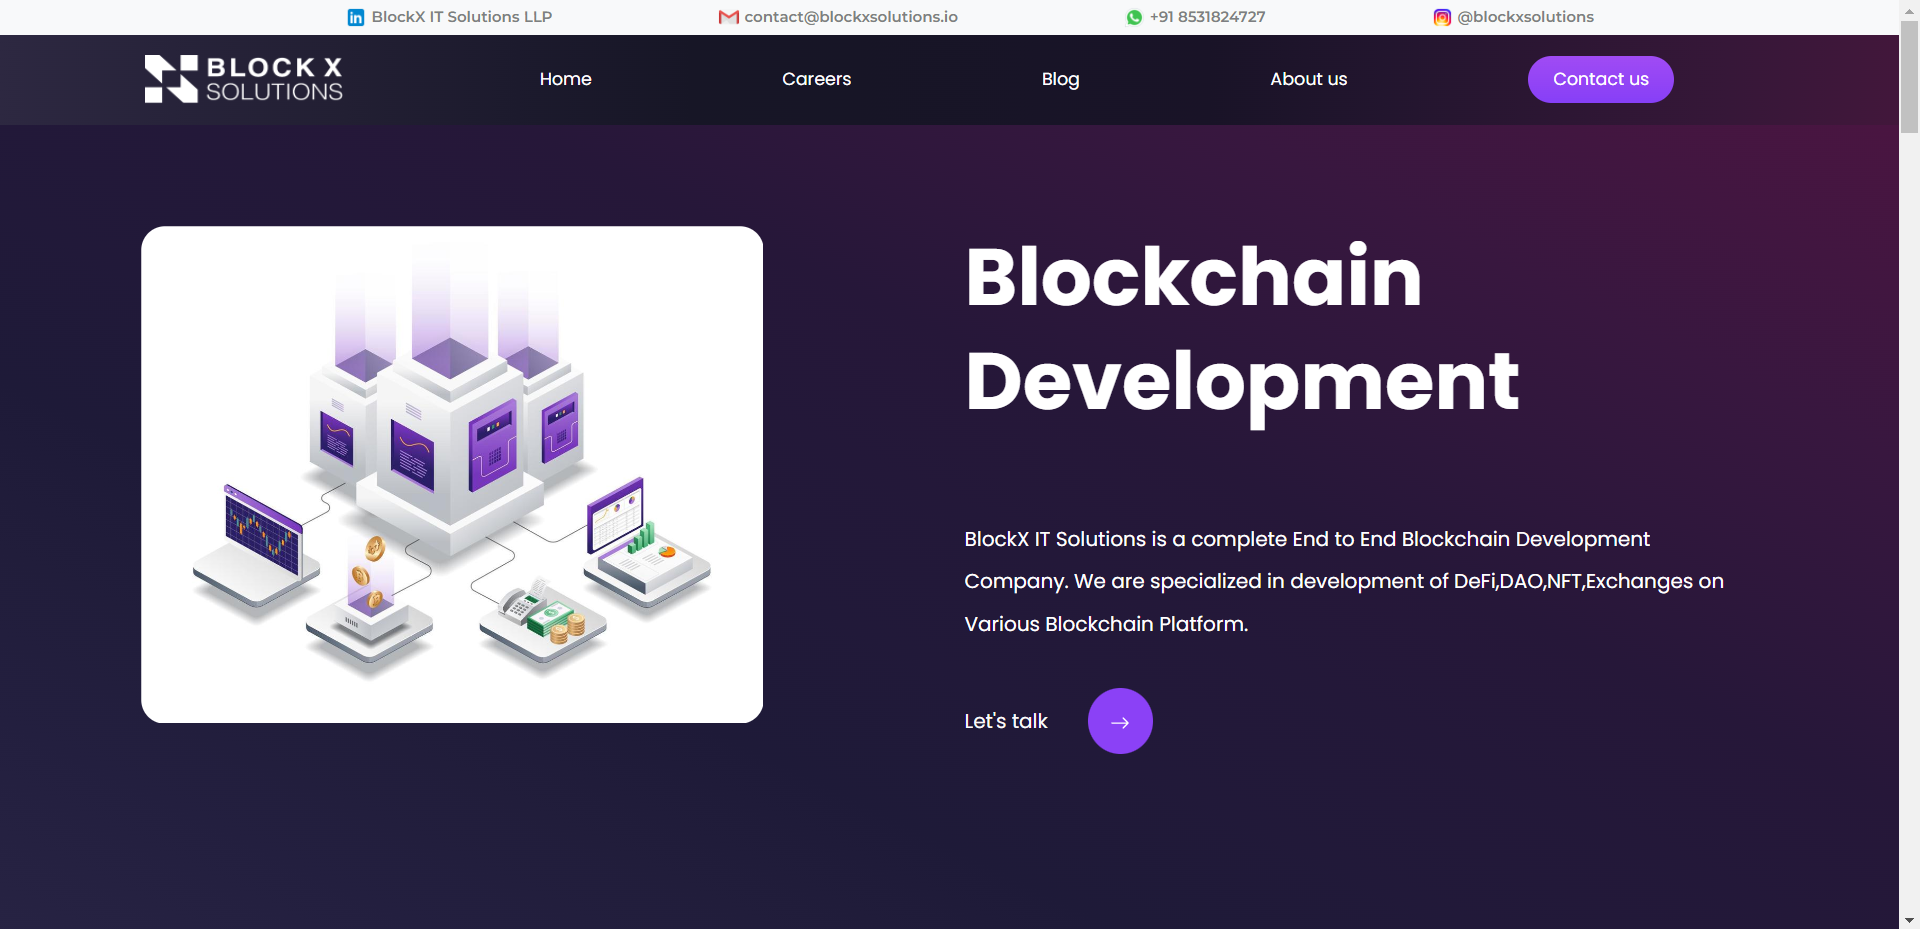 BlockX IT Solutions LLP
contact@blockxsolutions.io
+91 8531824727
@blockxsolutions
BLOCK X
SOLUTIONS
Home
Careers
Blog
About us
Contact us
Blockchain
Development
BlockX IT Solutions is a complete End to End Blockchain Development
Company. We are specialized in development of DeFi,DAO,NFT,Exchanges on
Various Blockchain Platform.
Let's talk